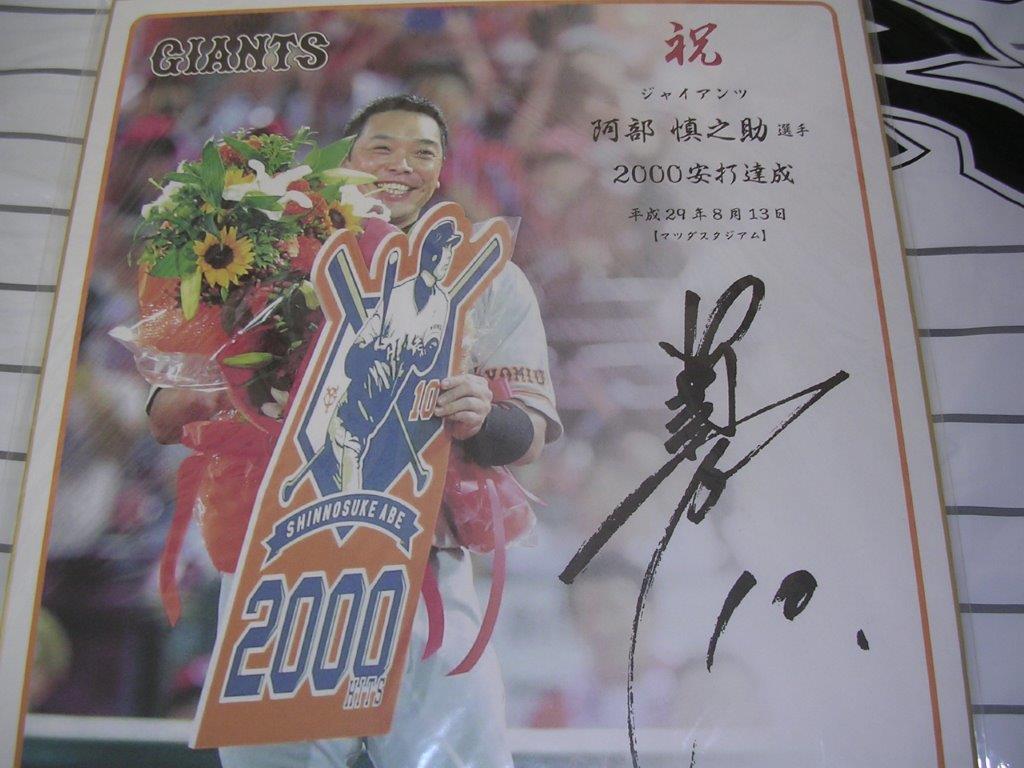 GIANTS
祝
ジャイアンツ
阿部 慎之助 選手
2000安打達成
平成29年8月13日
【マツダスタジアム】
10
SHINNOSUKE ABE
2000
HITS
10.